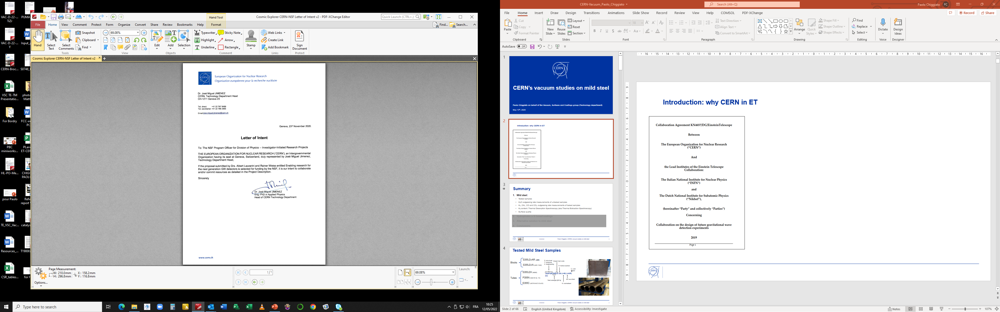 VAC-D-22-...
TiZr
PUMA
VAC-D-22-...
Y
Input_p
CERN-Broc...
S0748_I
VSC TE-TM
Presentatio...
photo
Matt
For Bordry
FCC-e
PC
PBC
miniworks...
PLan
ET-CER
HL-PO-Me...
CHIGG
PAOLO
pour Paulo
Refe
report
TE_VSC_Vac...
catalys
Resources_...
T19000
CSR_tables...
for F
Hand Tool
Cosmic Explorer CERN-NSF Letter of Intent v2 - PDF-XChange Editor
Quick Launch (CTRL+.)
File Home View Comment Protect Form Organize Convert Share Review Bookmarks Help Format
Find... Search...
Hand
Select
Text
Select
Comments
Snapshot
Clipboard
Find
Tools
69.08%
View
Edit
Add
Selection
Objects
Typewriter
Highlight
Underline
Sticky Note
Arrow
Rectangle
Stamp
Comment
Web Links
Create Link
Add Bookmark
Links
Sign
Document
Protect
Cosmic Explorer CERN-NSF Letter of Intent v2
CERN
European Organization for Nuclear Research
Organisation européenne pour la recherche nucléaire
Dr. José Miguel JIMENEZ
CERN, Technology Department Head
CH-1211 Geneva 23
Tel. direct: +41 22 767 9469
Tel. secretariat: +41 22 766 2955
Email:jose.miguel.jimenez@cern.ch
Geneva, 23rd November 2020.
Letter of Intent
To: The NSF Program Officer for Division of Physics – Investigator-Initiated Research Projects
THE EUROPEAN ORGANIZATION FOR NUCLEAR RESEARCH ('CERN'), an Intergovernmental
Organization having its seat at Geneva, Switzerland, duly represented by José Miguel Jimenez,
Technology Department Head,
If the proposal submitted by Drs. Albert Lazzarini and Rainer Weiss entitled Enabling research for
the next generation GW detectors is selected for funding by the NSF, it is our intent to collaborate
and/or commit resources as detailed in the Project Description.
Sincerely
Dr. José Miguel JIMENEZ
Eng.-PhD in Applied Physics
Head of CERN Technology Department
www.cern.ch
Options...
Page Measurement:
W: 210.0mm
H: 296.8mm
X: 158.2mm
Y: 116.8mm
1/1
69.08%
Launch:
Type here to search
FRA
10:25
12/05/2022
CERN-Vacuum_Paolo_Chiggiato
Search (Alt+Q)
Paolo Chiggiato PC
File Home Insert Draw Design Transitions Animations Slide Show Record Review View Help COMSOL PDF-XChange
Record Share
Paste
Cut
Copy
Format Painter
Clipboard
New
Slide
Reuse
Slides
Layout
Reset
Section
Slides
18
Font
Text Direction
Align Text
Convert to SmartArt
Paragraph
Arrange
Quick
Styles
Shape Fill
Shape Outline
Shape Effects
Drawing
Find
Replace
Select
Editing
Dictate
Voice
Design
Ideas
Designer
AutoSave Off
1
CERN
CERN's vacuum studies on mild steel
Paolo Chiggiato on behalf of the Vacuum, Surfaces and Coatings group (Technology department)
May 13th, 2020
2
Introduction: why CERN in ET
3
Summary
1. Mild steel:
• Tested samples
• H2O outgassing rate measurements of unbaked samples
• H2, CH4, CO and CO2 outgassing rate measurements of baked samples
• H2 content: Thermal Desorption Spectroscopy (aka Thermal Extraction Spectroscopy)
• Surface quality
Paolo Chiggiato | CERN's vacuum studies on mild steel
4
Tested Mild Steel Samples
Blocks
S355J2+AR
S355J2+N
Tubes
S355J2H
P355N
E355C
Paolo Chiggiato | CERN's vacuum studies on mild steel
Introduction: why CERN in ET
Collaboration Agreement KN4657/DG/EinsteinTelescope
Between
The European Organization for Nuclear Research
("CERN")
And
the Lead Institutes of the Einstein Telescope
Collaboration:
The Italian National Institute for Nuclear Physics
("INFN")
and
The Dutch National Institute for Subatomic Physics
("Nikhef"),
(hereinafter "Party" and collectively "Parties")
Concerning
Collaboration on the design of future gravitational wave
detection experiments
2019
Page 1
CERN
Slide 2 of 66
English (United Kingdom)
Accessibility: Investigate
Notes
107%